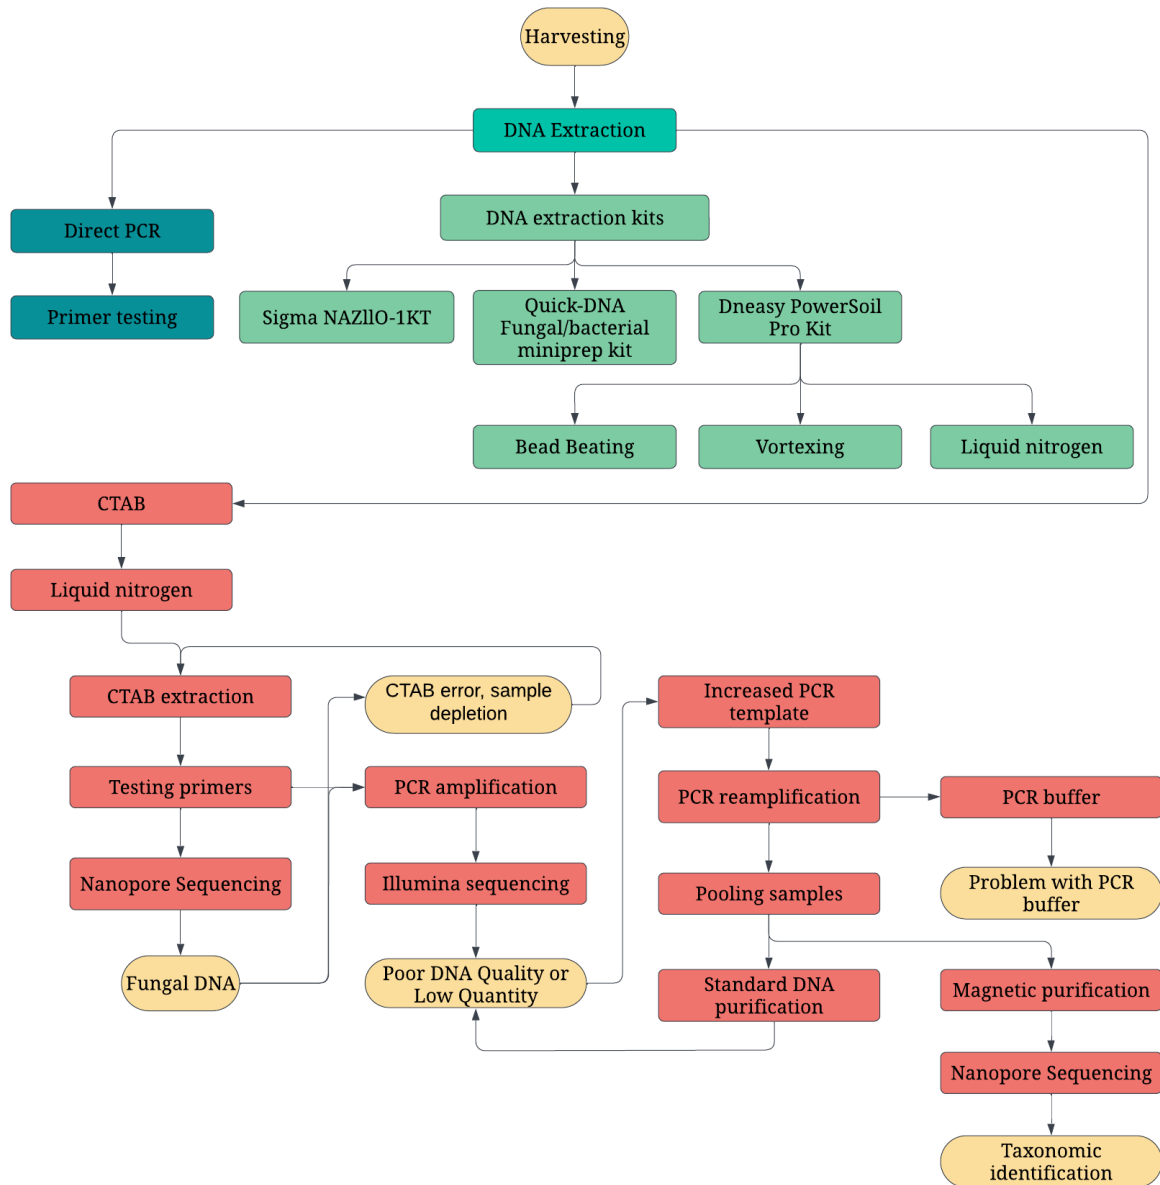 Harvesting
DNA Extraction
Direct PCR
DNA extraction kits
Primer testing
Sigma NAZllO-1KT
Quick-DNA
Fungal/bacterial
miniprep kit
Dneasy PowerSoil
Pro Kit
Bead Beating
Vortexing
Liquid nitrogen
CTAB
Liquid nitrogen
CTAB extraction
CTAB error, sample
depletion
Increased PCR
template
Testing primers
PCR amplification
PCR reamplification
PCR buffer
Nanopore Sequencing
Illumina sequencing
Pooling samples
Problem with PCR
buffer
Fungal DNA
Poor DNA Quality or
Low Quantity
Standard DNA
purification
Magnetic purification
Nanopore Sequencing
Taxonomic
identification